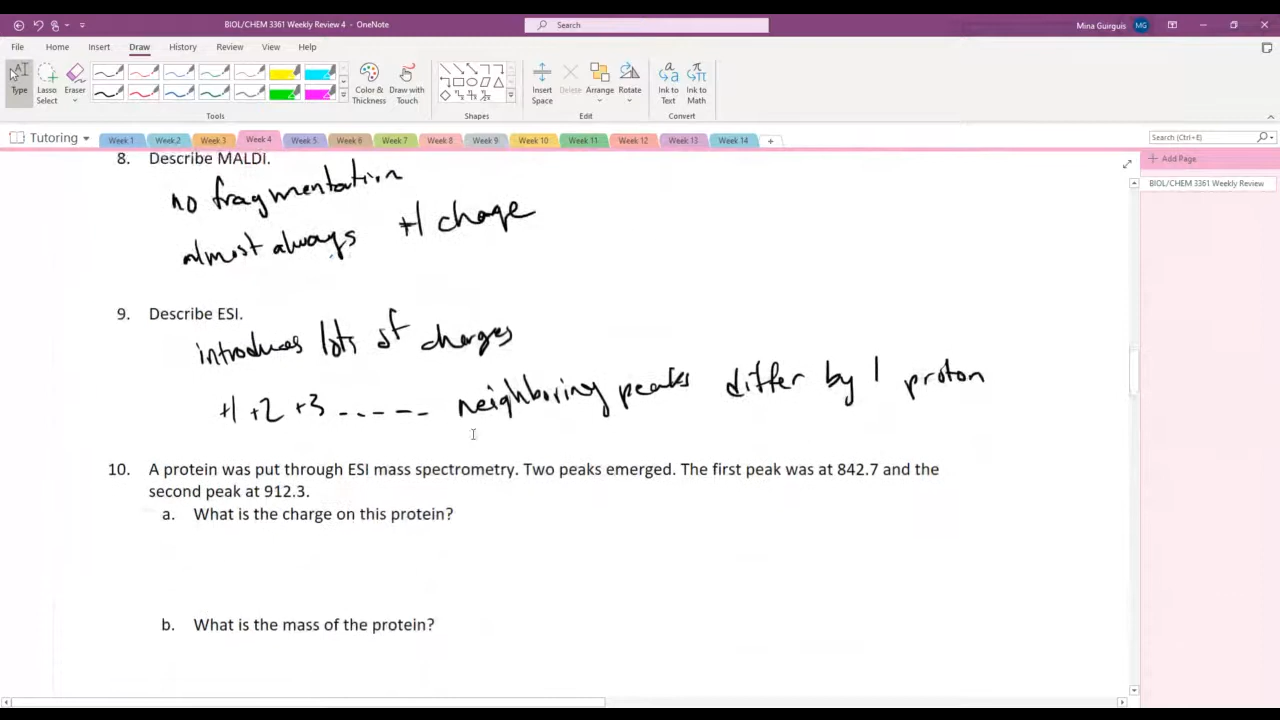 BIOL/CHEM 3361 Weekly Review 4 - OneNote
Search
Mina Guirguis MG
File Home Insert Draw History Review View Help
Type Lasso Select Eraser Color & Thickness Draw with Touch Insert Space Delete Arrange Rotate Ink to Text Ink to Math
Tools Shapes Edit Convert
Tutoring Week 1 Week 2 Week 3 Week 4 Week 5 Week 6 Week 7 Week 8 Week 9 Week 10 Week 11 Week 12 Week 13 Week 14 Search (Ctrl+E)
Add Page
BIOL/CHEM 3361 Weekly Review
8. Describe MALDI.
no fragmentation
almost always +1 charge
9. Describe ESI.
introduces lots of charges
+1 +2 +3 ----- neighboring peaks differ by 1 proton
10. A protein was put through ESI mass spectrometry. Two peaks emerged. The first peak was at 842.7 and the
second peak at 912.3.
a. What is the charge on this protein?
b. What is the mass of the protein?